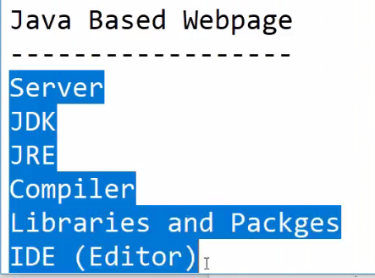 Java Based Webpage
------------------
Server
JDK
JRE
Compiler
Libraries and Packges
IDE (Editor)